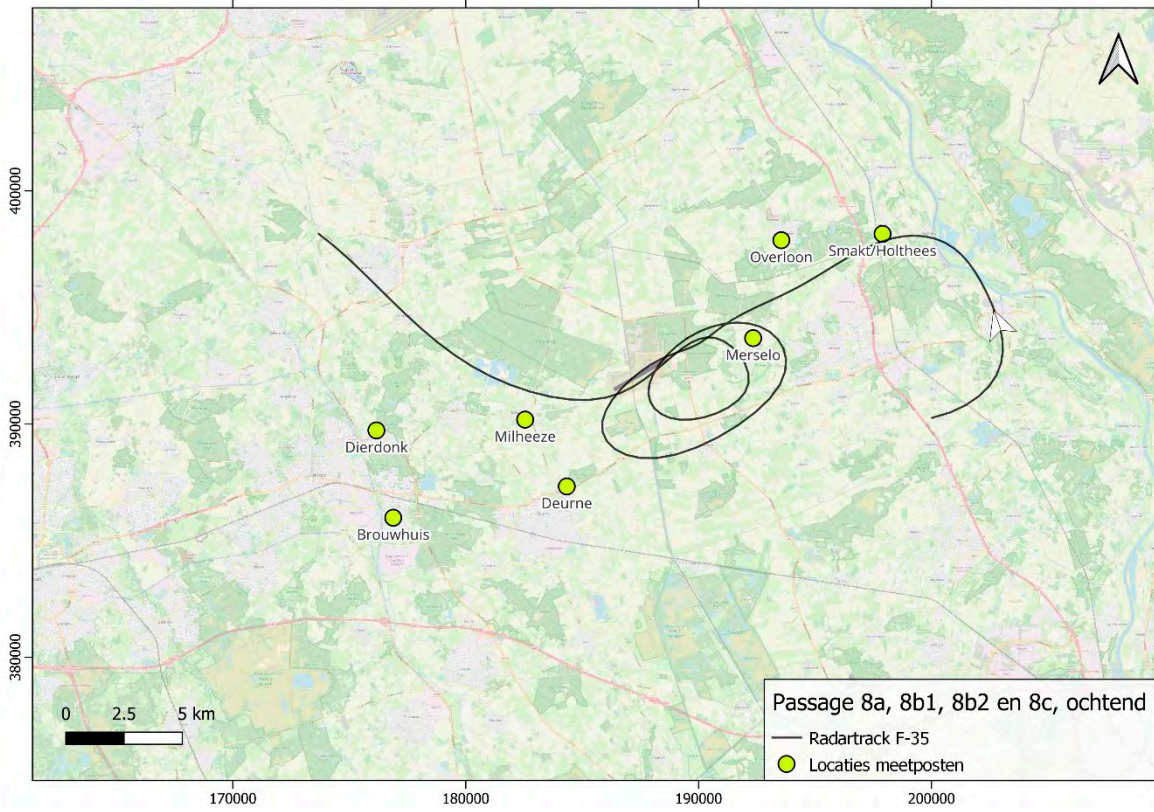 400000
390000
380000
Overloon
Smakt/Holthees
Merselo
Milheeze
Dierdonk
Deurne
Brouwhuis
0 2.5 5 km
Passage 8a, 8b1, 8b2 en 8c, ochtend
Radartrack F-35
Locaties meetposten
170000 180000 190000 200000